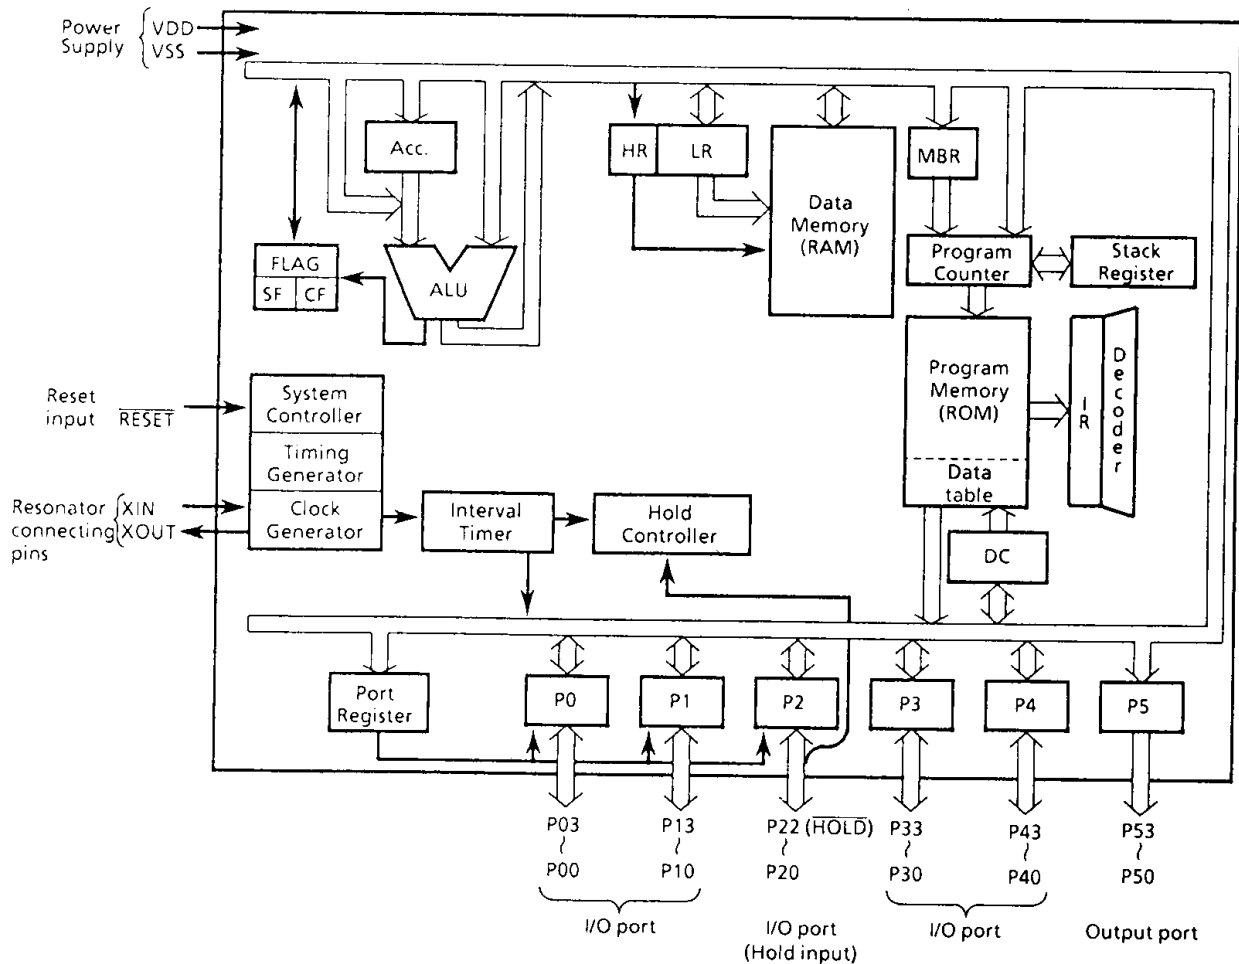 Power
Supply
VDD
VSS
Acc.
HR
LR
MBR
Data
Memory
(RAM)
FLAG
SF
CF
ALU
Program
Counter
Stack
Register
Reset
input
RESET
System
Controller
Timing
Generator
Clock
Generator
Program
Memory
(ROM)
Data
table
IR
Decoder
Resonator
connecting
pins
XIN
XOUT
Interval
Timer
Hold
Controller
DC
Port
Register
P0
P1
P2
P3
P4
P5
P03
~
P00
P13
~
P10
P22 (HOLD)
~
P20
P33
~
P30
P43
~
P40
P53
~
P50
I/O port
I/O port
(Hold input)
I/O port
Output port